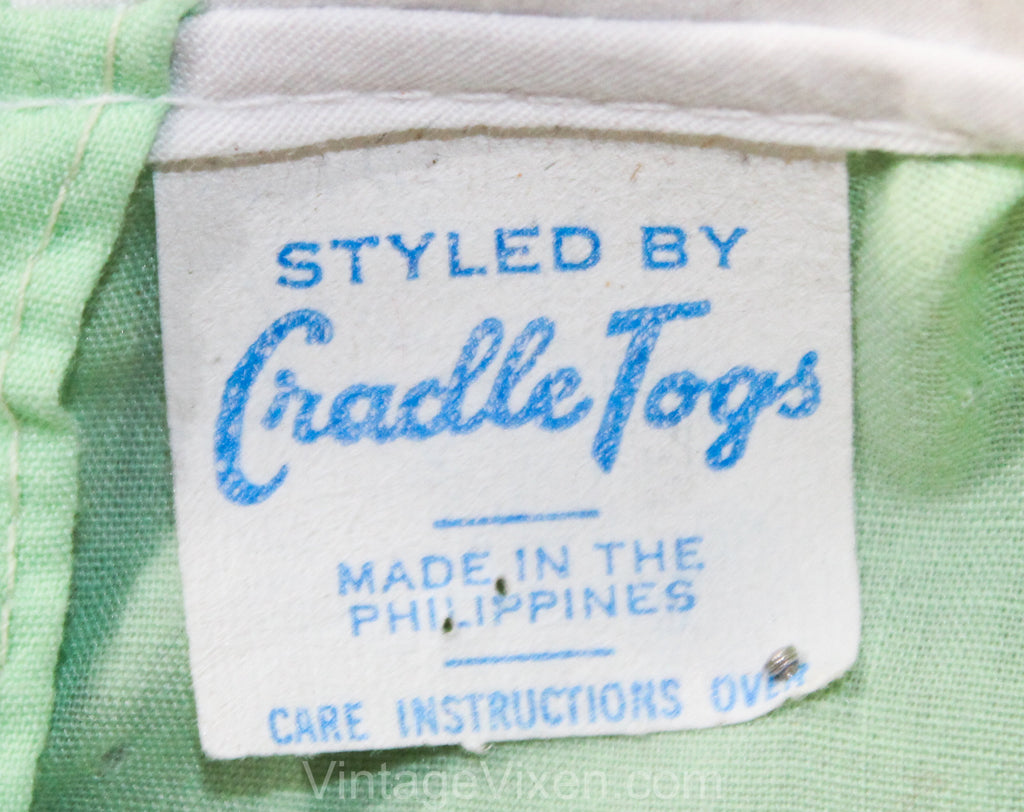 STYLED BY
Cradle Togs
MADE IN THE
PHILIPPINES
CARE INSTRUCTIONS OVER
VintageVixen.com